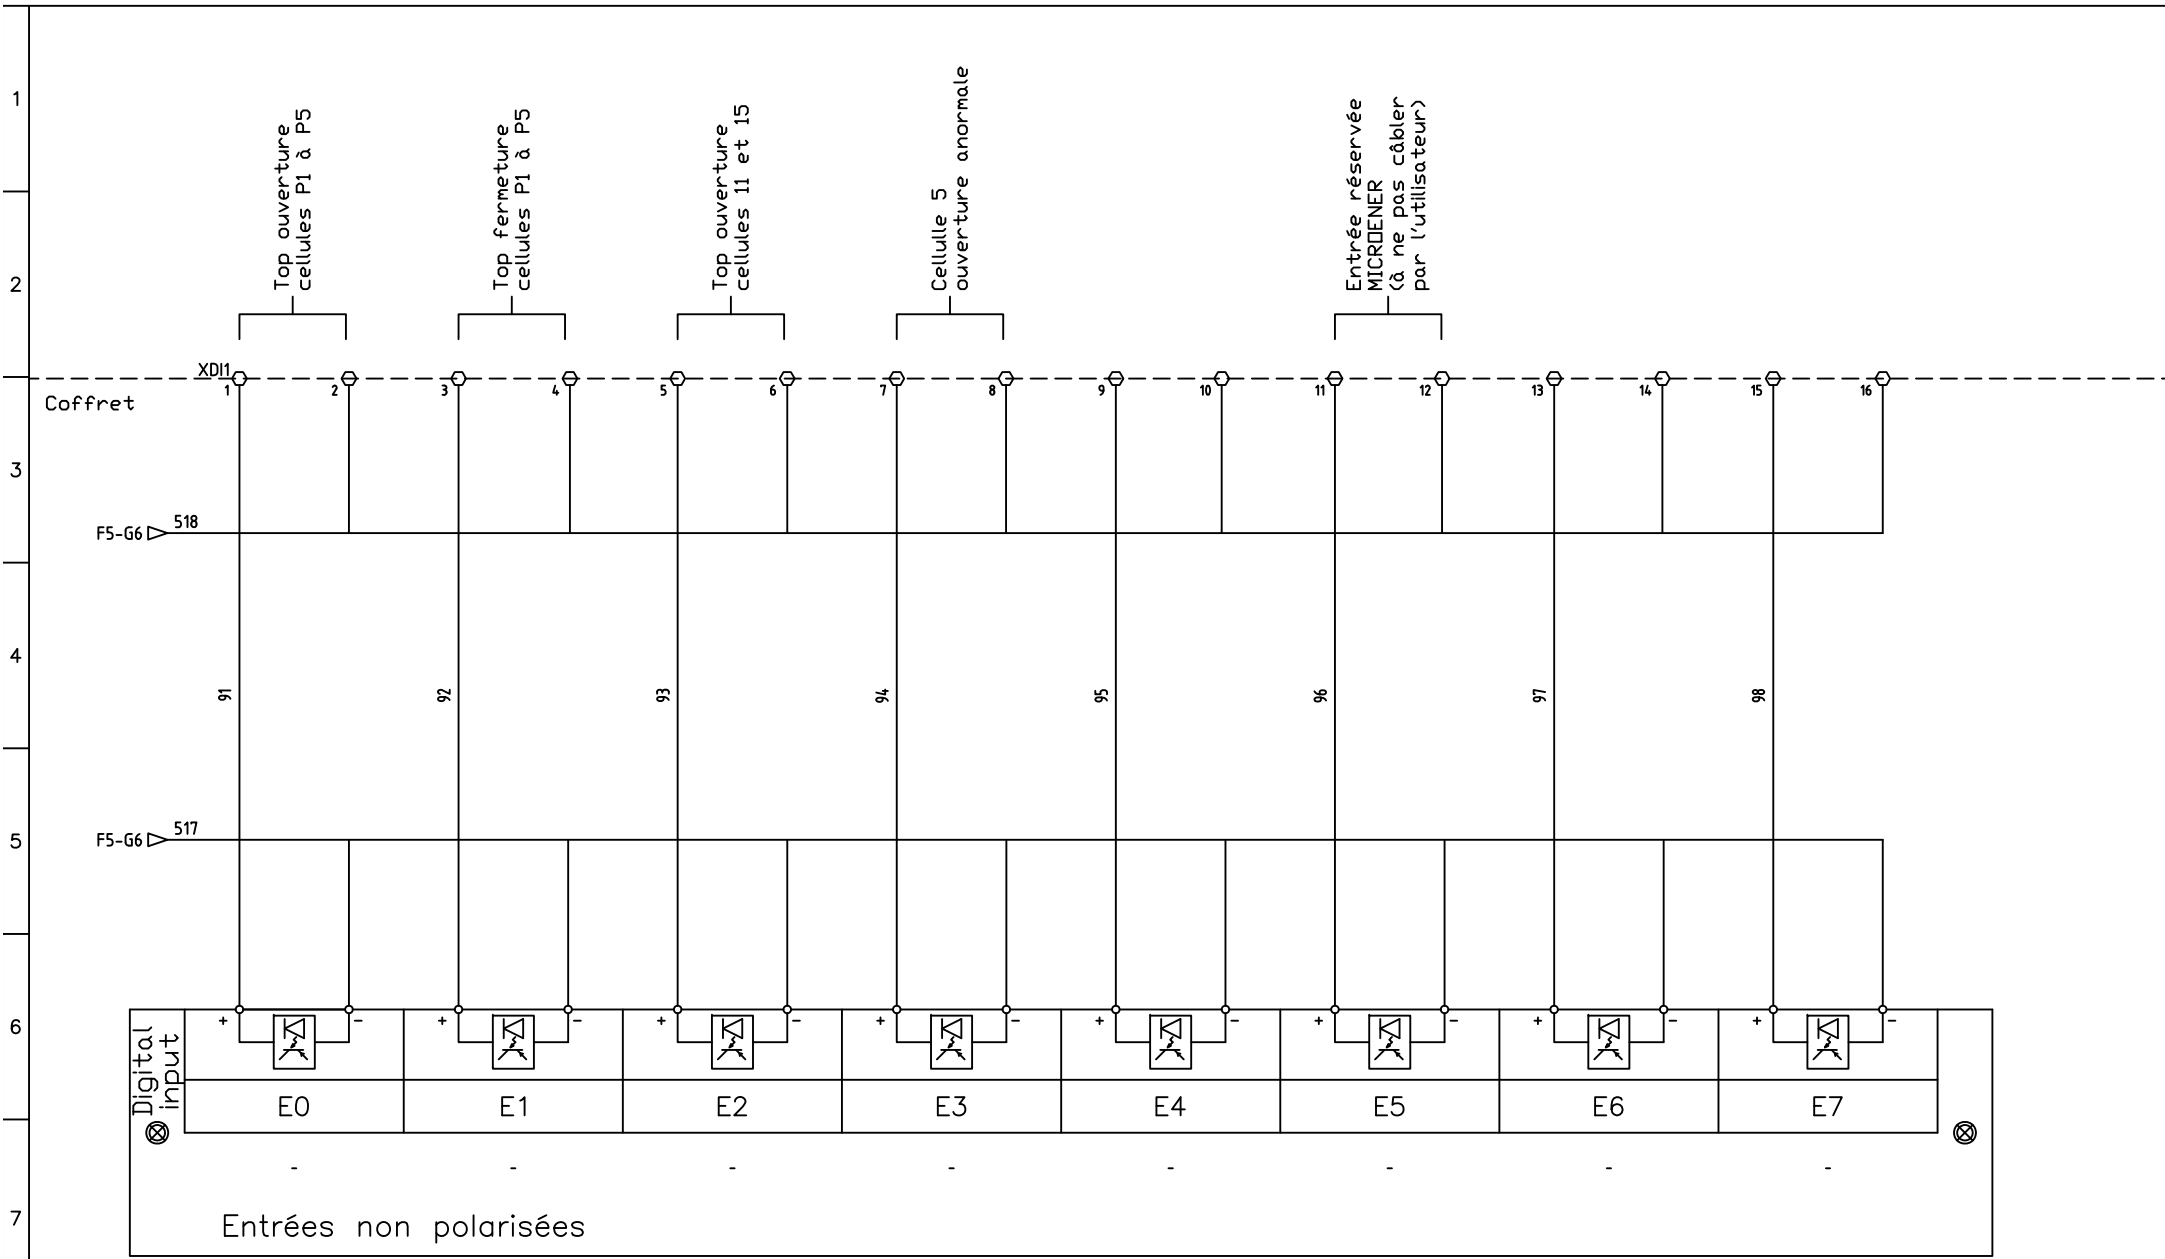 1
2
3
4
5
6
7
Top ouverture
cellules P1 à P5
Top fermeture
cellules P1 à P5
Top ouverture
cellules 11 et 15
Cellulle 5
ouverture anormale
Entrée réservée
MICROENER
(à ne pas câbler
par l'utilisateur)
XDI1
1 2 3 4 5 6 7 8 9 10 11 12 13 14 15 16
Coffret
F5-G6 518
91 92 93 94 95 96 97 98
F5-G6 517
+ - + - + - + - + - + - + - + -
Digital
input
E0 E1 E2 E3 E4 E5 E6 E7
- - - - - - - -
Entrées non polarisées